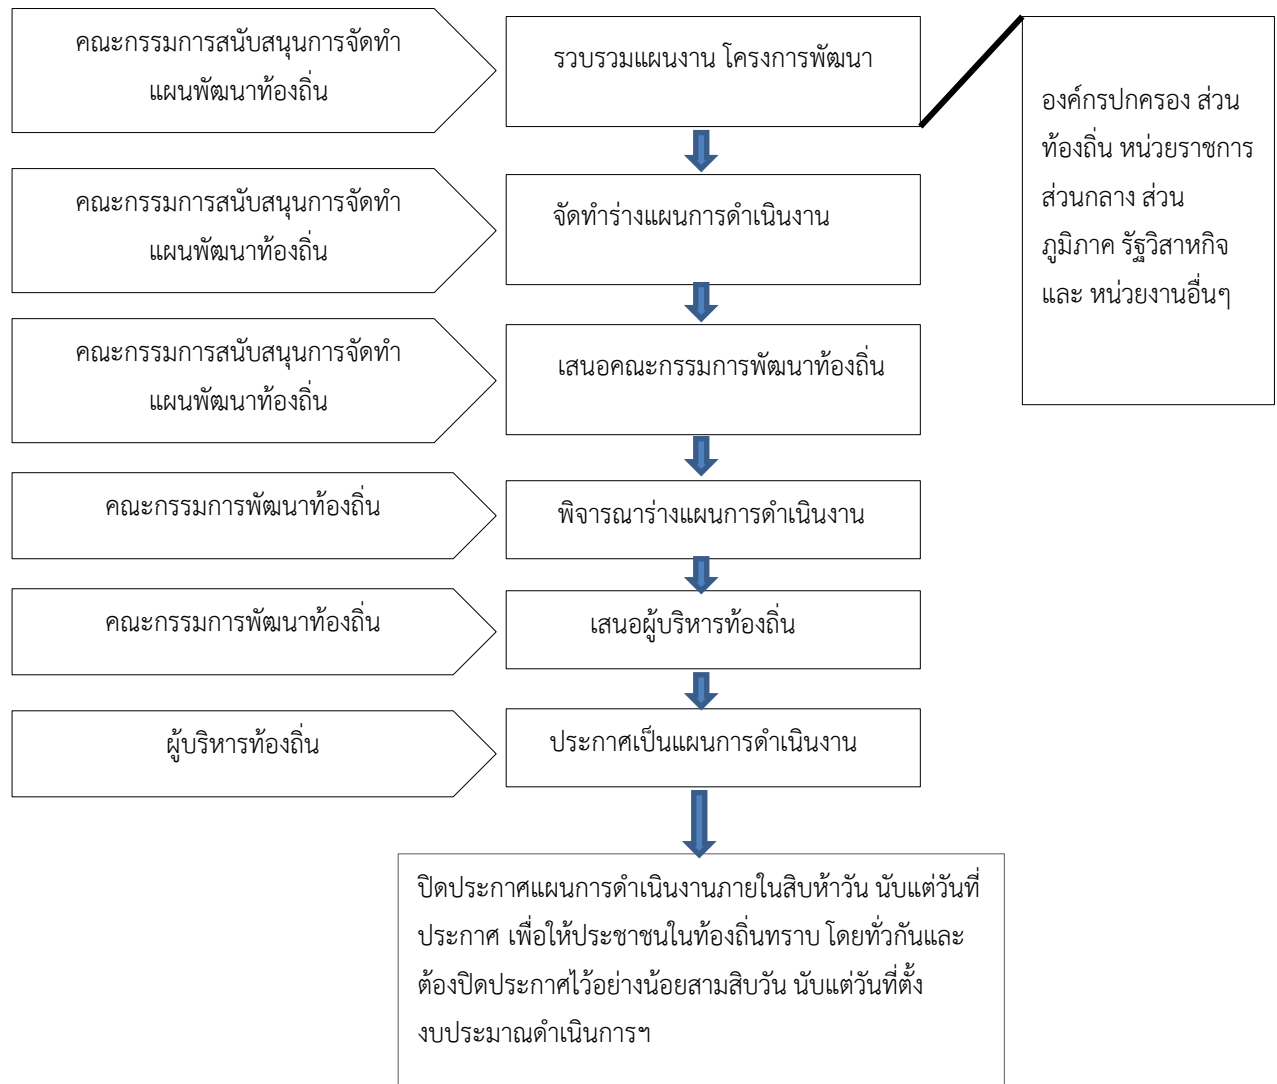 คณะกรรมการสนับสนุนการจัดทำ
แผนพัฒนาท้องถิ่น
รวบรวมแผนงาน โครงการพัฒนา
องค์กรปกครอง ส่วน
ท้องถิ่น หน่วยราชการ
ส่วนกลาง ส่วน
ภูมิภาค รัฐวิสาหกิจ
และ หน่วยงานอื่นๆ
คณะกรรมการสนับสนุนการจัดทำ
แผนพัฒนาท้องถิ่น
จัดทำร่างแผนการดำเนินงาน
คณะกรรมการสนับสนุนการจัดทำ
แผนพัฒนาท้องถิ่น
เสนอคณะกรรมการพัฒนาท้องถิ่น
คณะกรรมการพัฒนาท้องถิ่น
พิจารณาร่างแผนการดำเนินงาน
คณะกรรมการพัฒนาท้องถิ่น
เสนอผู้บริหารท้องถิ่น
ผู้บริหารท้องถิ่น
ประกาศเป็นแผนการดำเนินงาน
ปิดประกาศแผนการดำเนินงานภายในสิบห้าวัน นับแต่วันที่
ประกาศ เพื่อให้ประชาชนในท้องถิ่นทราบ โดยทั่วกันและ
ต้องปิดประกาศไว้อย่างน้อยสามสิบวัน นับแต่วันที่ตั้ง
งบประมาณดำเนินการฯ